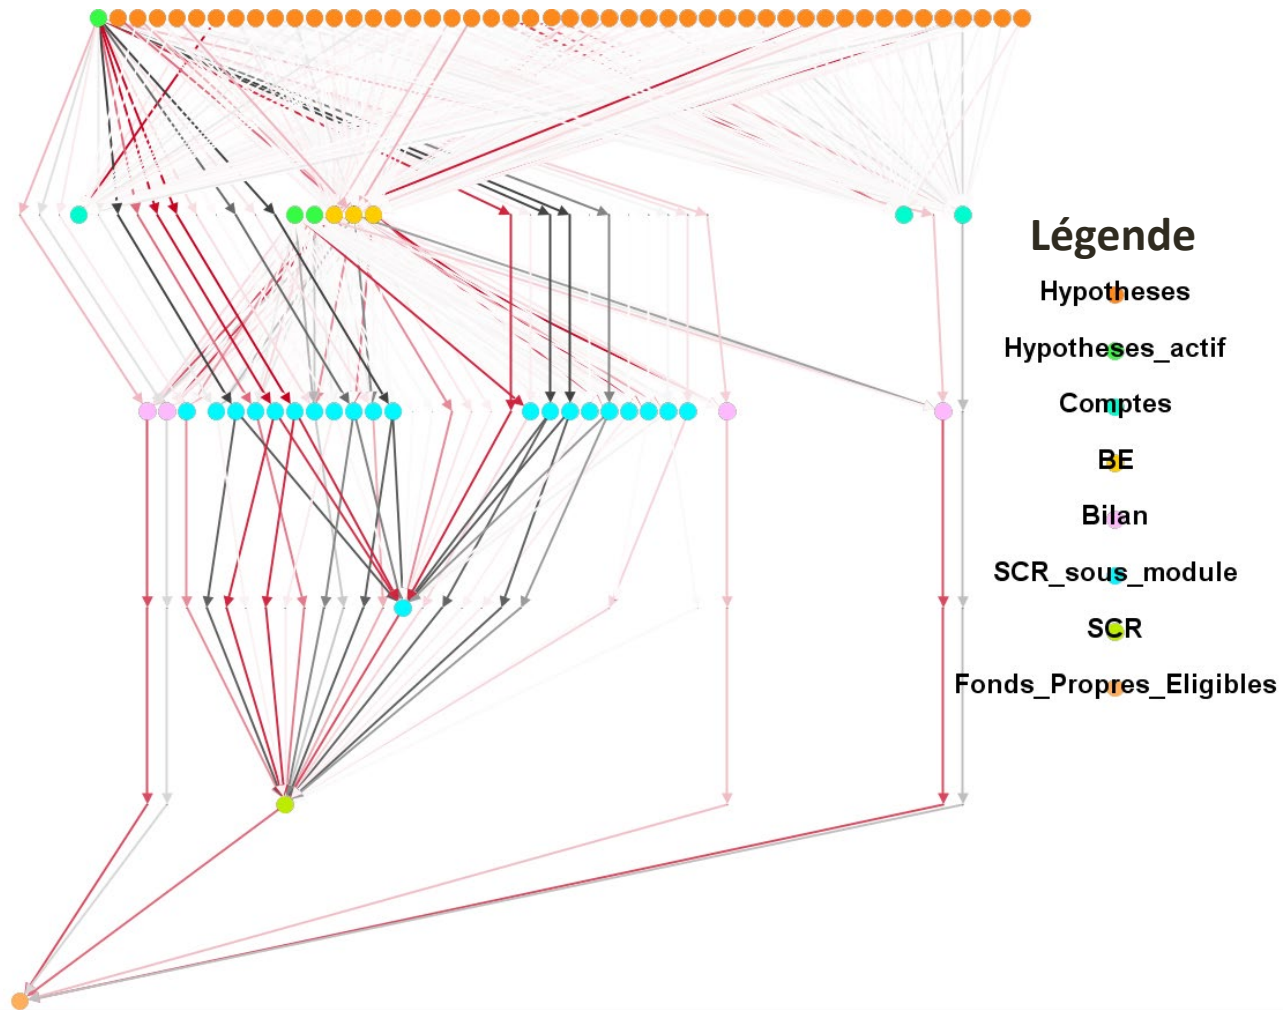 Légende
Hypotheses
Hypotheses_actif
Comptes
BE
Bilan
SCR_sous_module
SCR
Fonds_Propres_Eligibles